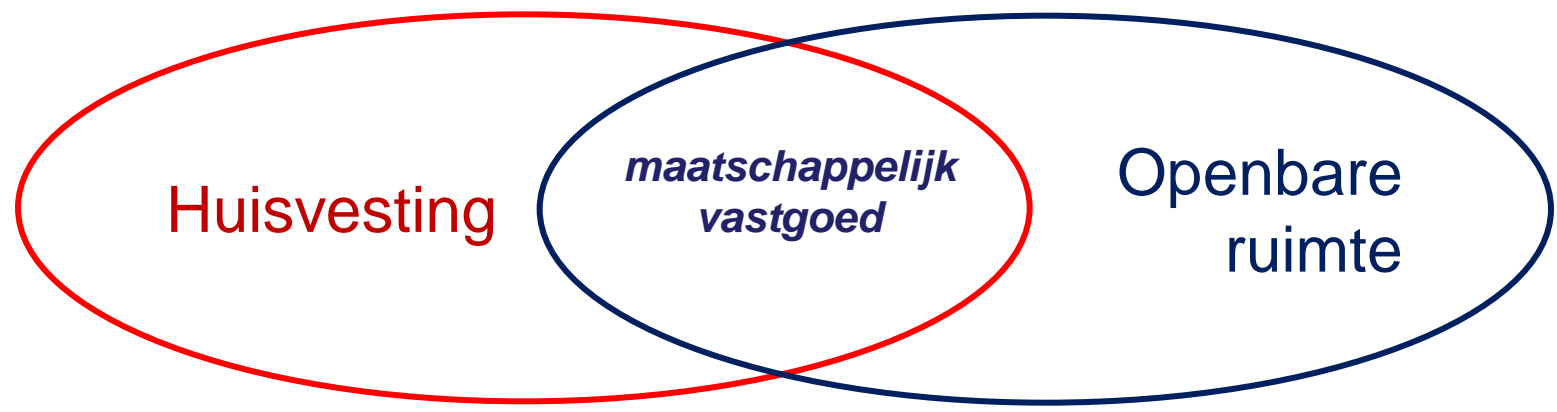 Huisvesting
maatschappelijk
vastgoed
Openbare
ruimte